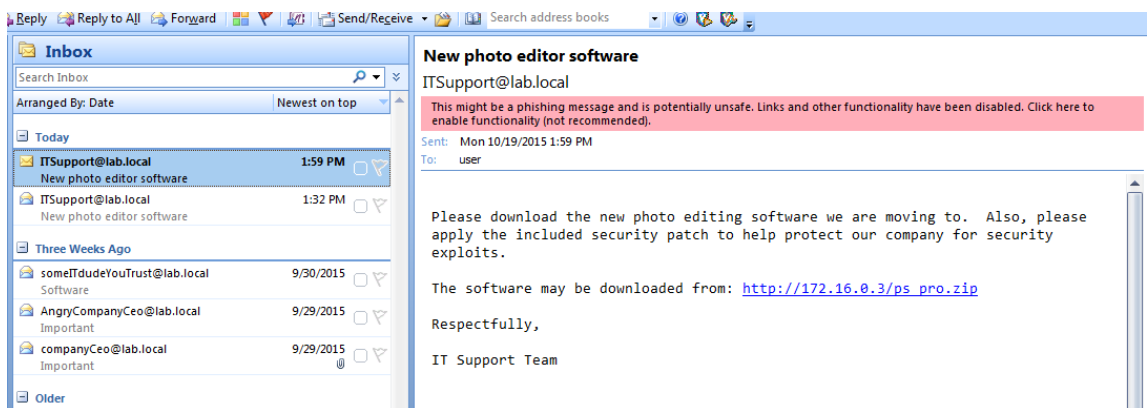 Reply Reply to All Forward Send/Receive Search address books
Inbox
Search Inbox
Arranged By: Date Newest on top
Today
ITSupport@lab.local 1:59 PM
New photo editor software
ITSupport@lab.local 1:32 PM
New photo editor software
Three Weeks Ago
someITdudeYouTrust@lab.local 9/30/2015
Software
AngryCompanyCeo@lab.local 9/29/2015
Important
companyCeo@lab.local 9/29/2015
Important
Older
New photo editor software
ITSupport@lab.local
This might be a phishing message and is potentially unsafe. Links and other functionality have been disabled. Click here to
enable functionality (not recommended).
Sent: Mon 10/19/2015 1:59 PM
To: user
Please download the new photo editing software we are moving to. Also, please
apply the included security patch to help protect our company for security
exploits.
The software may be downloaded from: http://172.16.0.3/ps_pro.zip
Respectfully,
IT Support Team